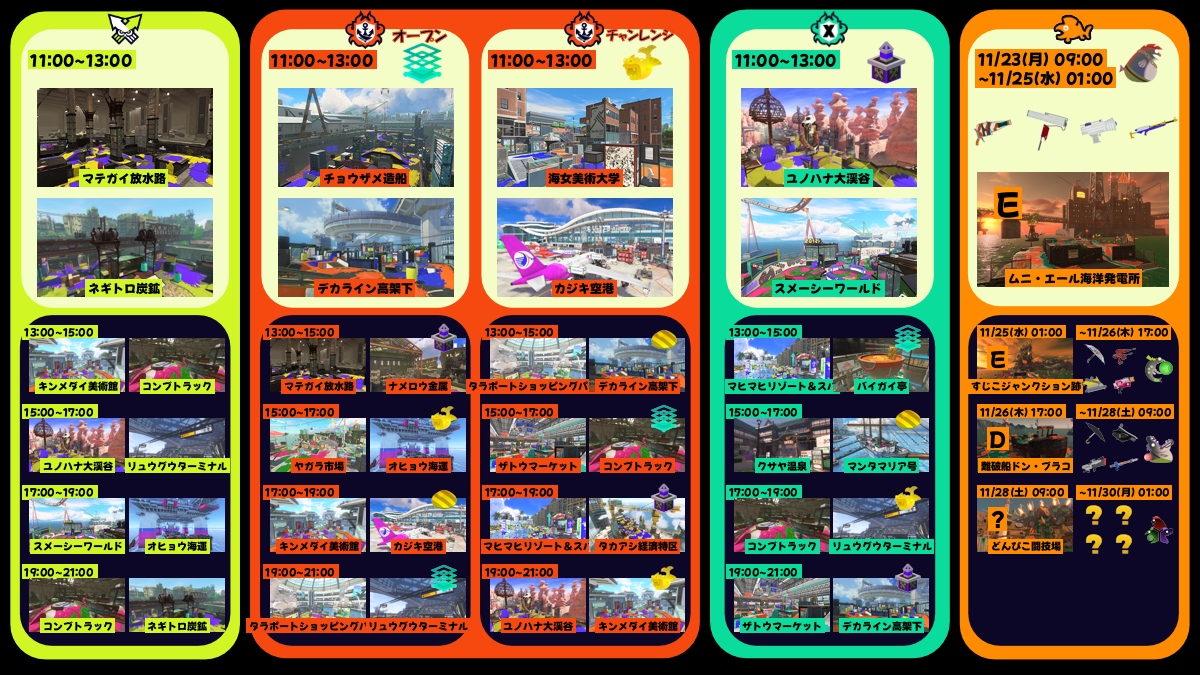 11:00~13:00
マテガイ放水路
ネギトロ炭鉱
13:00~15:00
キンメダイ美術館
コンブトラック
15:00~17:00
ユノハナ大渓谷
リュウグウターミナル
17:00~19:00
スメーシーワールド
オヒョウ海運
19:00~21:00
コンブトラック
ネギトロ炭鉱
オープン
11:00~13:00
チョウザメ造船
デカライン高架下
13:00~15:00
マテガイ放水路
ナメロウ金属
15:00~17:00
ヤガラ市場
オヒョウ海運
17:00~19:00
キンメダイ美術館
カジキ空港
19:00~21:00
タラポートショッピングパ
リュウグウターミナル
チャンレンジ
11:00~13:00
海女美術大学
カジキ空港
13:00~15:00
タラポートショッピングパ
デカライン高架下
15:00~17:00
ザトウマーケット
コンブトラック
17:00~19:00
マヒマヒリゾート&スパ
タカアシ経済特区
19:00~21:00
ユノハナ大渓谷
キンメダイ美術館
X
11:00~13:00
ユノハナ大渓谷
スメーシーワールド
13:00~15:00
マヒマヒリゾート&スパ
バイガイ亭
15:00~17:00
クサヤ温泉
マンタマリア号
17:00~19:00
コンブトラック
リュウグウターミナル
19:00~21:00
ザトウマーケット
デカライン高架下
11/23(月) 09:00
~11/25(水) 01:00
E
ムニ・エール海洋発電所
11/25(水) 01:00
~11/26(木) 17:00
E
すじこジャンクション跡
11/26(木) 17:00
~11/28(土) 09:00
D
難破船ドン・ブラコ
11/28(土) 09:00
~11/30(月) 01:00
?
どんぴこ闘技場
? ?
? ?